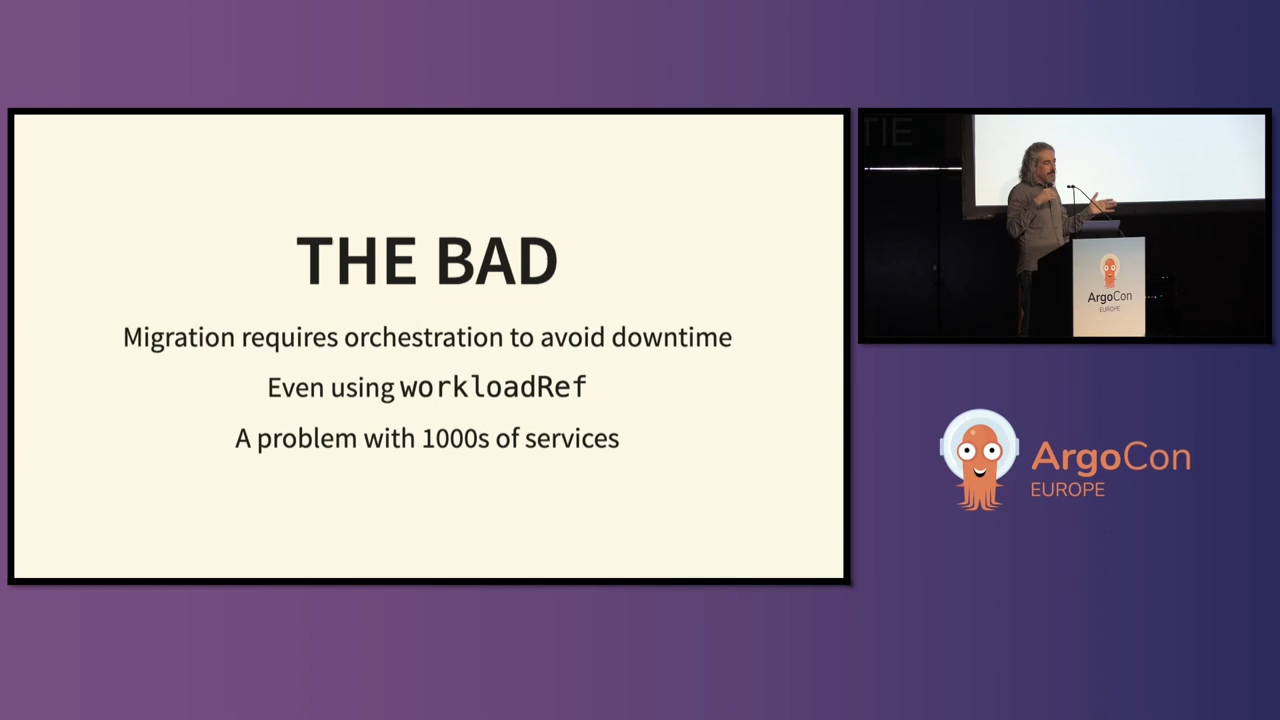 THE BAD
Migration requires orchestration to avoid downtime
Even using workloadRef
A problem with 1000s of services
TIE
ArgoCon
EUROPE
ArgoCon
EUROPE